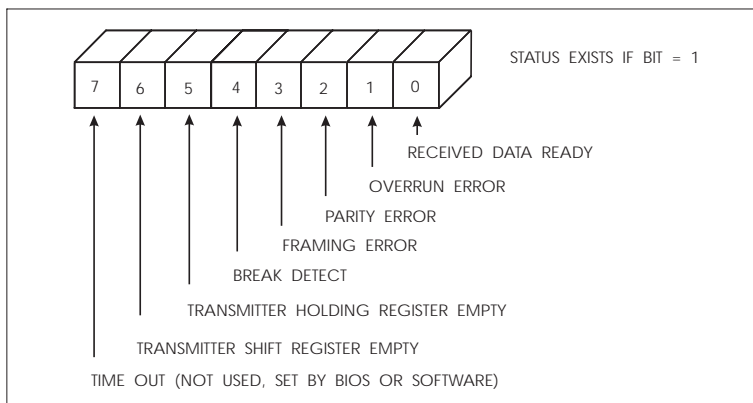 STATUS EXISTS IF BIT = 1
7 6 5 4 3 2 1 0
RECEIVED DATA READY
OVERRUN ERROR
PARITY ERROR
FRAMING ERROR
BREAK DETECT
TRANSMITTER HOLDING REGISTER EMPTY
TRANSMITTER SHIFT REGISTER EMPTY
TIME OUT (NOT USED, SET BY BIOS OR SOFTWARE)